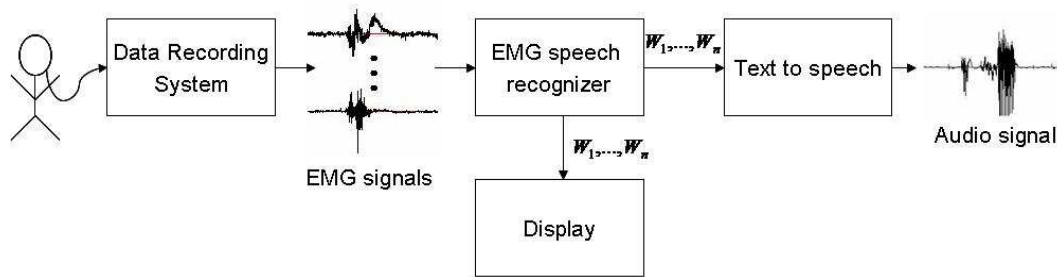 Data Recording
System
EMG signals
EMG speech
recognizer
W₁,...,Wₙ
Text to speech
Audio signal
W₁,...,Wₙ
Display